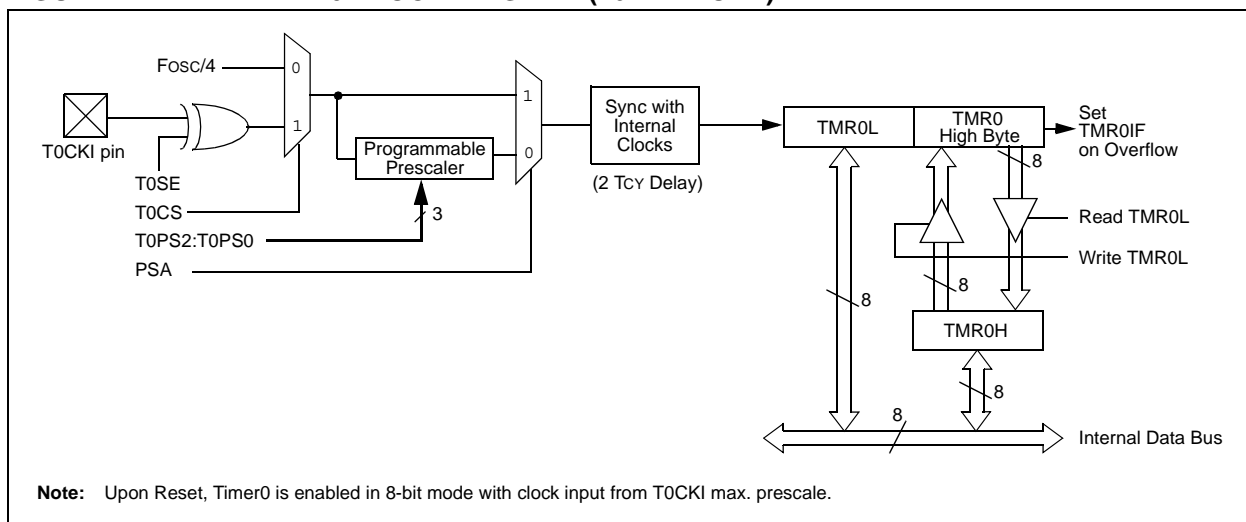 Fosc/4
0
1
T0CKI pin
T0SE
T0CS
T0PS2:T0PS0
PSA
Programmable
Prescaler
3
1
0
Sync with
Internal
Clocks
(2 TCY Delay)
TMR0L
TMR0
High Byte
8
Set
TMR0IF
on Overflow
Read TMR0L
Write TMR0L
8
8
TMR0H
8
8
Internal Data Bus
Note: Upon Reset, Timer0 is enabled in 8-bit mode with clock input from T0CKI max. prescale.